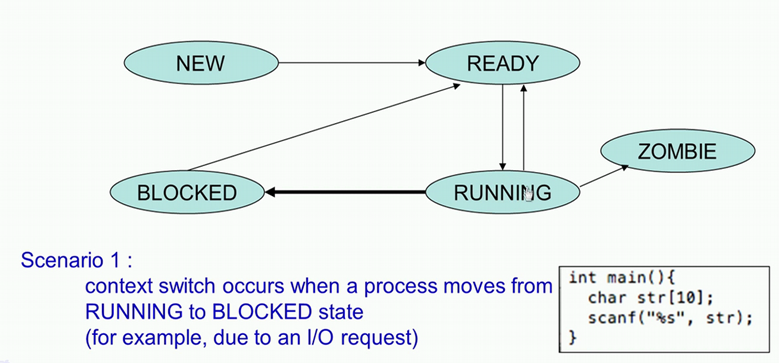 NEW
READY
ZOMBIE
BLOCKED
RUNNING
Scenario 1 :
context switch occurs when a process moves from
RUNNING to BLOCKED state
(for example, due to an I/O request)
int main(){
char str[10];
scanf("%s", str);
}